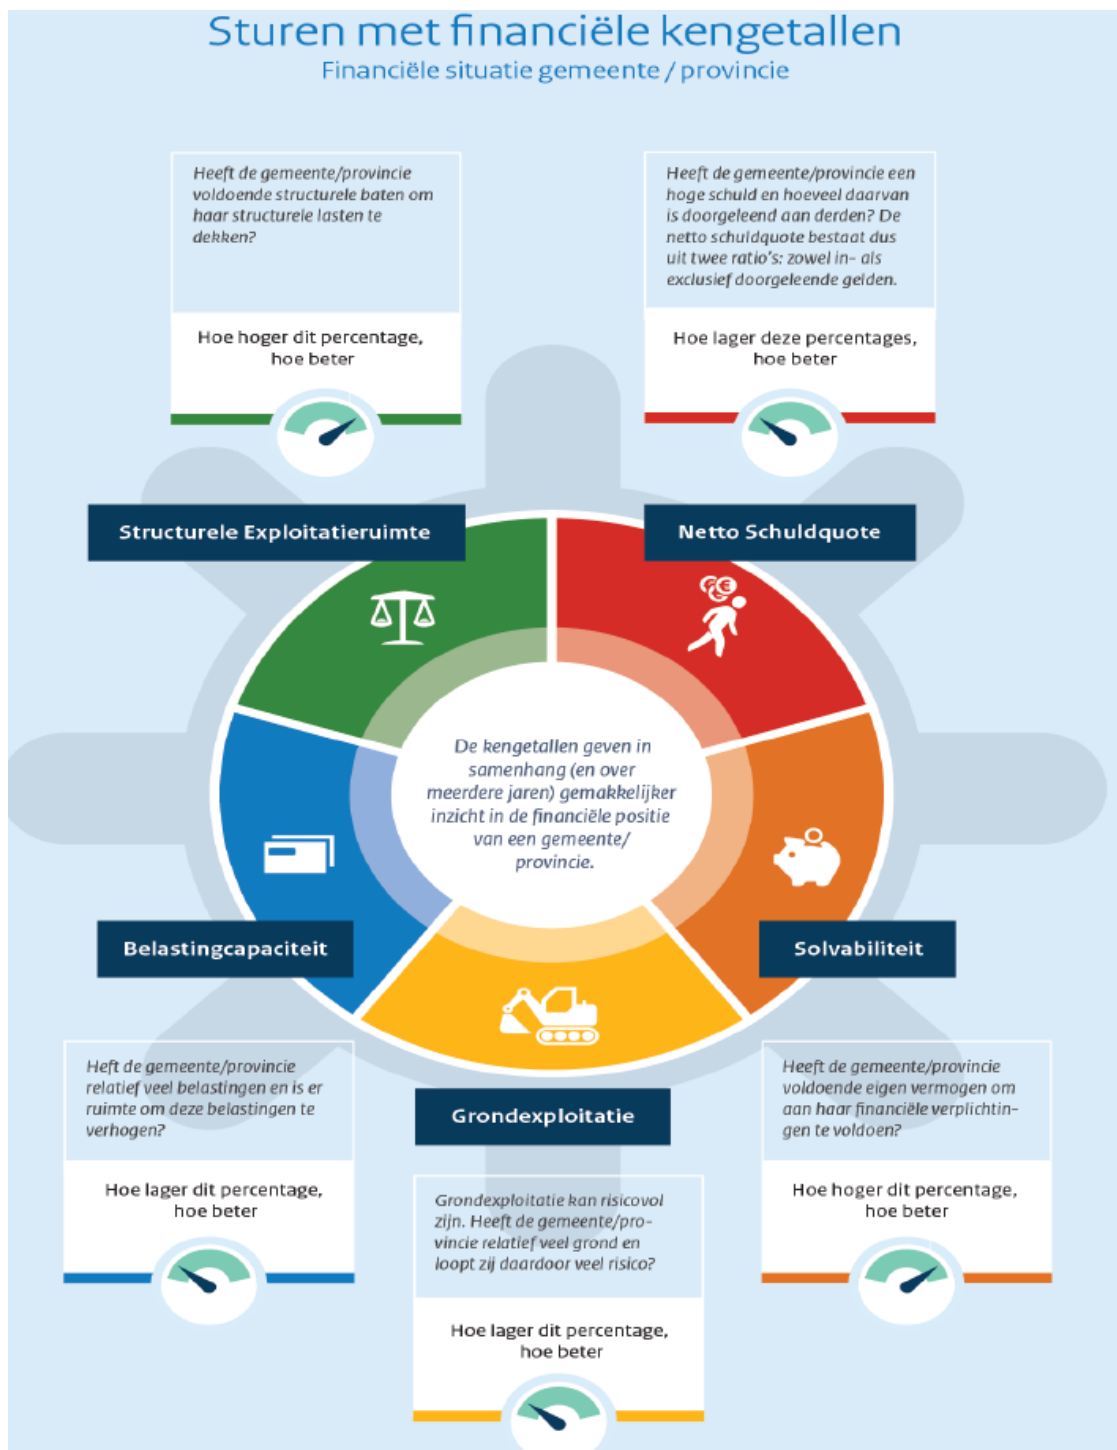 Sturen met financiële kengetallen
Financiële situatie gemeente / provincie
Heeft de gemeente/provincie
voldoende structurele baten om
haar structurele lasten te
dekken?
Hoe hoger dit percentage,
hoe beter
Heeft de gemeente/provincie een
hoge schuld en hoeveel daarvan
is doorgeleend aan derden? De
netto schuldquote bestaat dus
uit twee ratio's: zowel in- als
exclusief doorgeleende gelden.
Hoe lager deze percentages,
hoe beter
Structurele Exploitatieruimte
Netto Schuldquote
€
De kengetallen geven in
samenhang (en over
meerdere jaren) gemakkelijker
inzicht in de financiële positie
van een gemeente/
provincie.
Belastingcapaciteit
Solvabiliteit
Heft de gemeente/provincie
relatief veel belastingen en is er
ruimte om deze belastingen te
verhogen?
Hoe lager dit percentage,
hoe beter
Grondexploitatie
Grondexploitatie kan risicovol
zijn. Heeft de gemeente/pro-
vincie relatief veel grond en
loopt zij daardoor veel risico?
Hoe lager dit percentage,
hoe beter
Heeft de gemeente/provincie
voldoende eigen vermogen om
aan haar financiële verplichtin-
gen te voldoen?
Hoe hoger dit percentage,
hoe beter